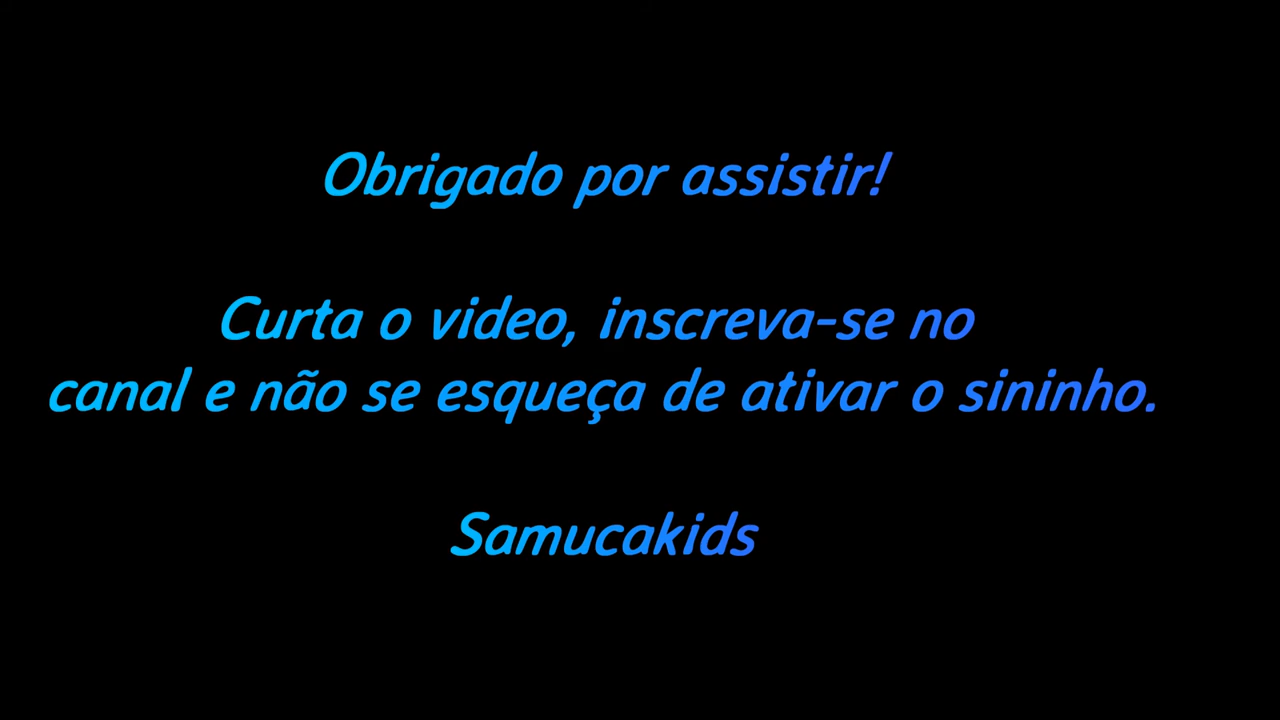 Obrigado por assistir!
Curta o video, inscreva-se no
canal e não se esqueça de ativar o sininho.
Samucakids